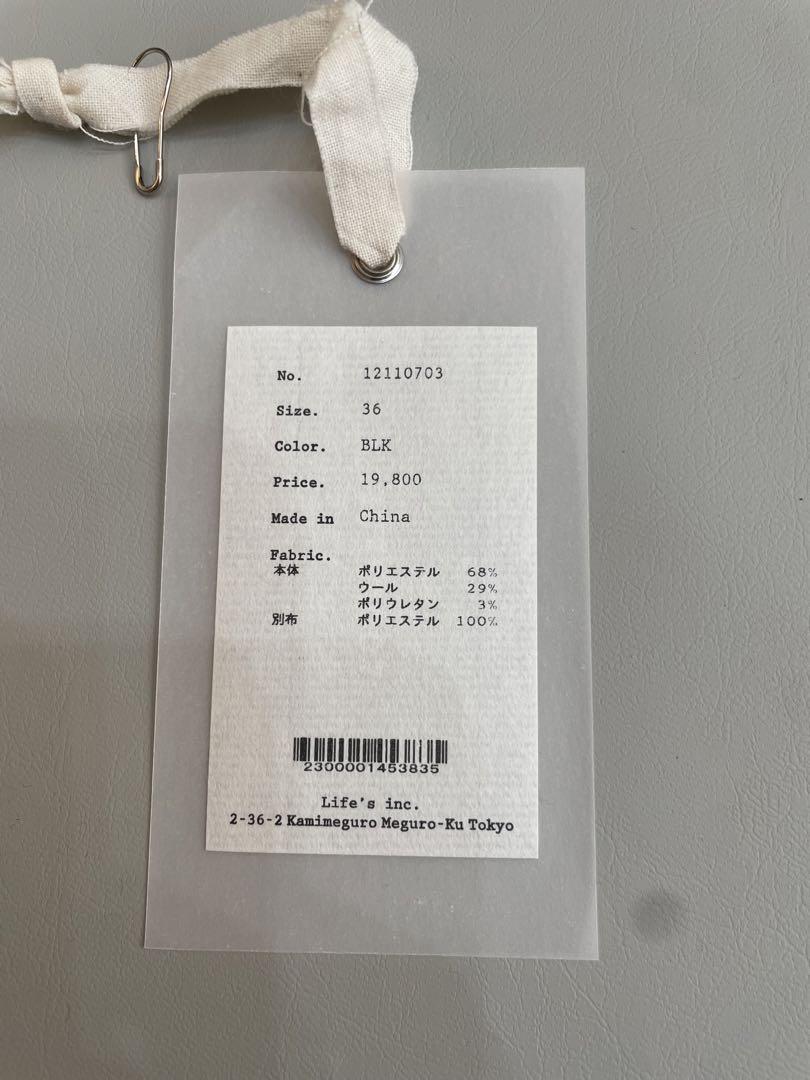 No. 12110703
Size. 36
Color. BLK
Price. 19,800
Made in China
Fabric.
本体 ポリエステル 68%
ウール 29%
ポリウレタン 3%
別布 ポリエステル 100%
2300001453835
Life's inc.
2-36-2 Kamimeguro Meguro-Ku Tokyo